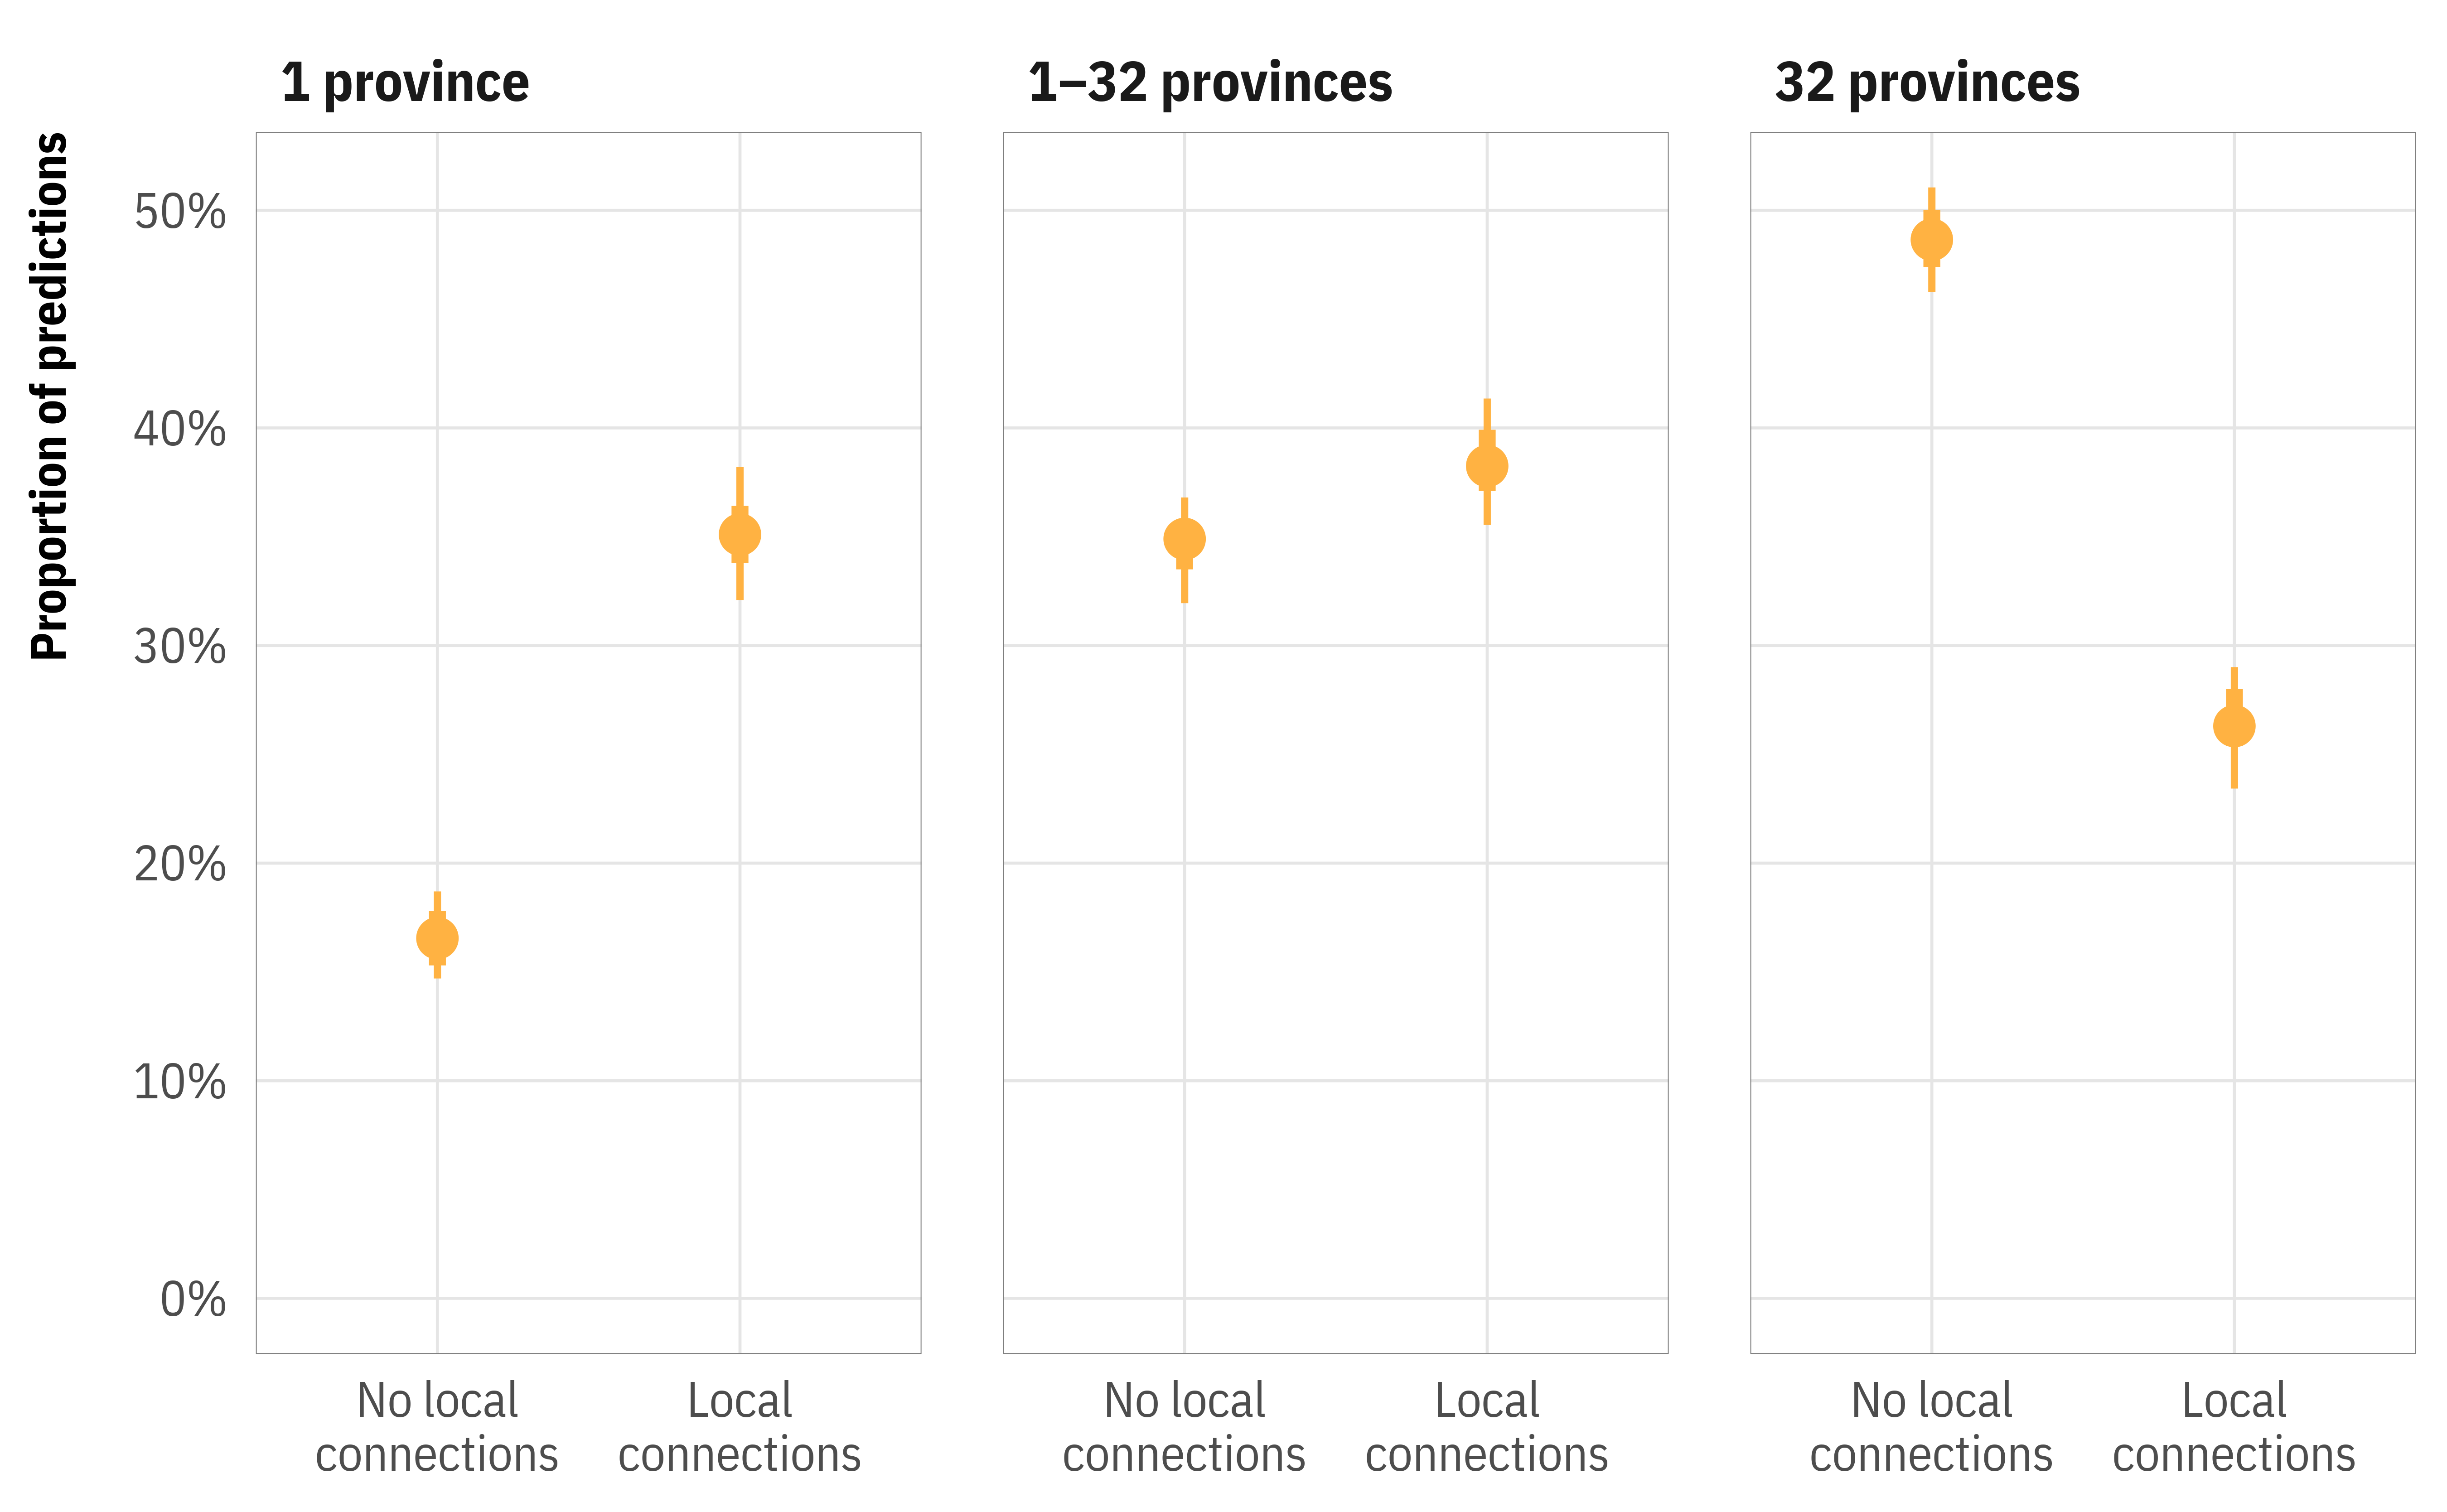 1 province
1–32 provinces
32 provinces
Proportion of predictions
50%
40%
30%
20%
10%
0%
No local
connections
Local
connections
No local
connections
Local
connections
No local
connections
Local
connections